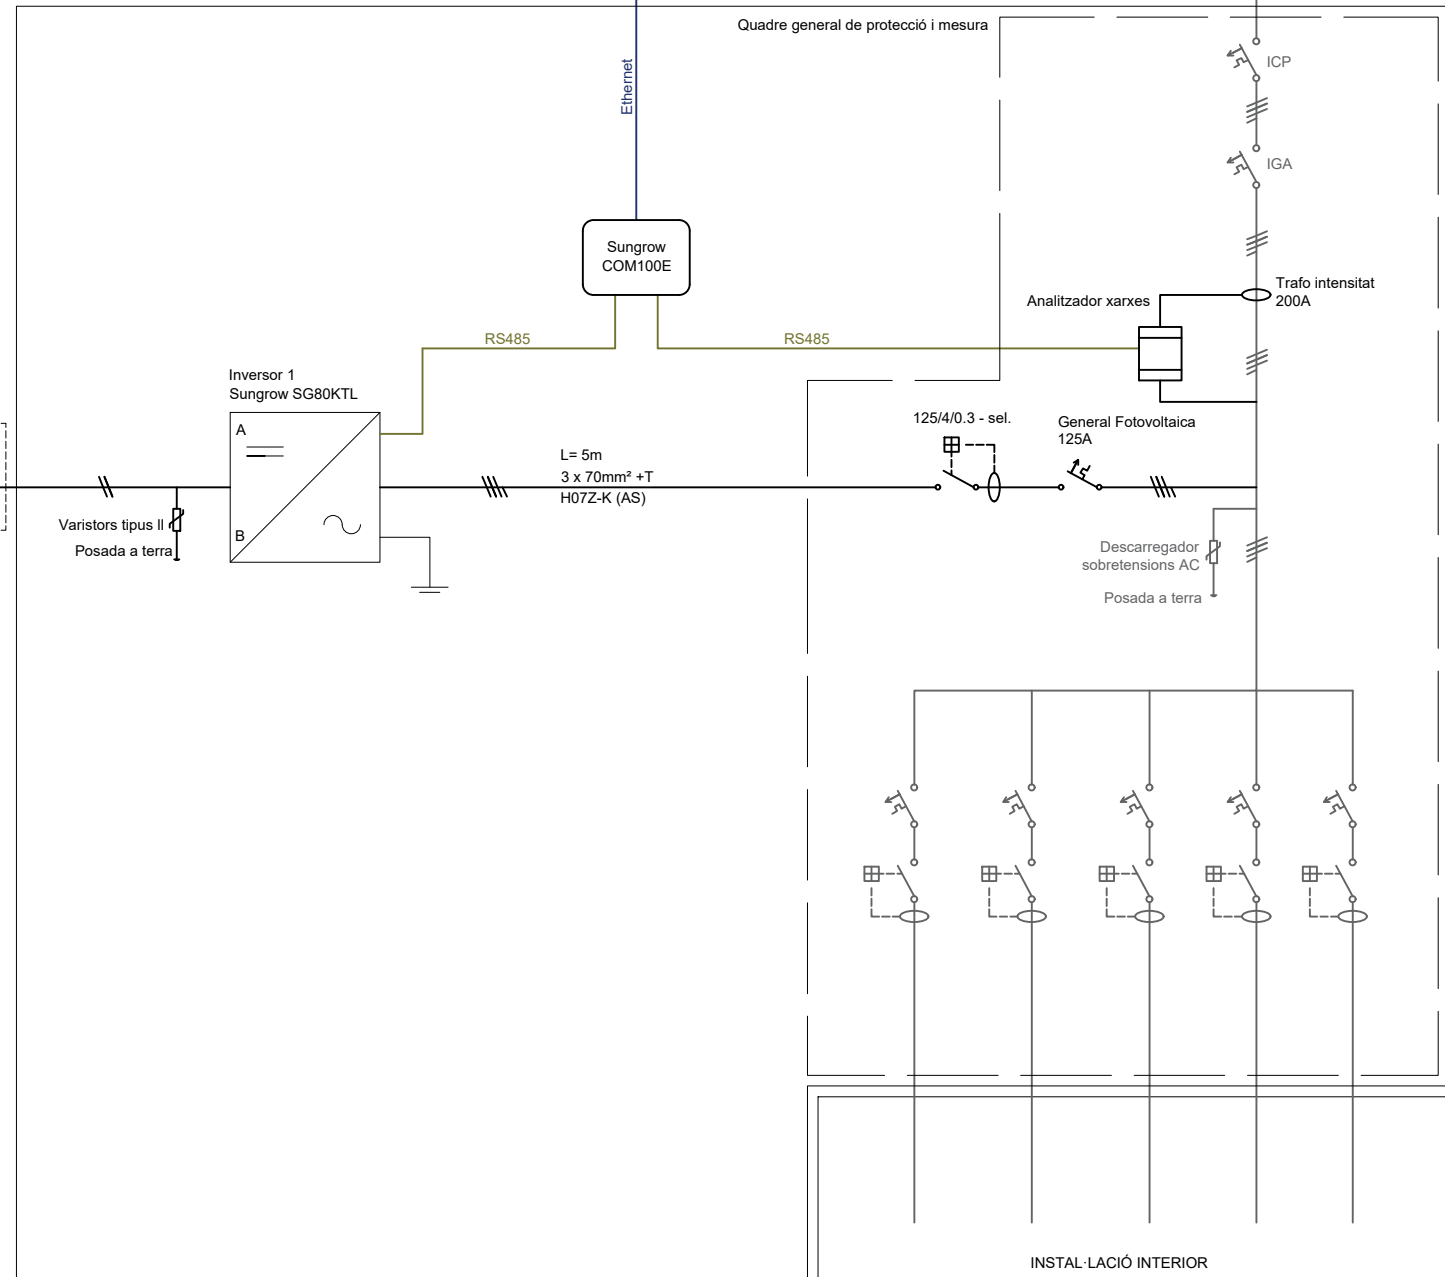 Quadre general de protecció i mesura
ICP
Ethernet
IGA
Sungrow
COM100E
Trafo intensitat
200A
Analitzador xarxes
RS485
RS485
Inversor 1
Sungrow SG80KTL
A
B
125/4/0.3 - sel.
General Fotovoltaica
125A
L= 5m
3 x 70mm² +T
H07Z-K (AS)
Varistors tipus II
Posada a terra
Descarregador
sobretensions AC
Posada a terra
INSTAL·LACIÓ INTERIOR